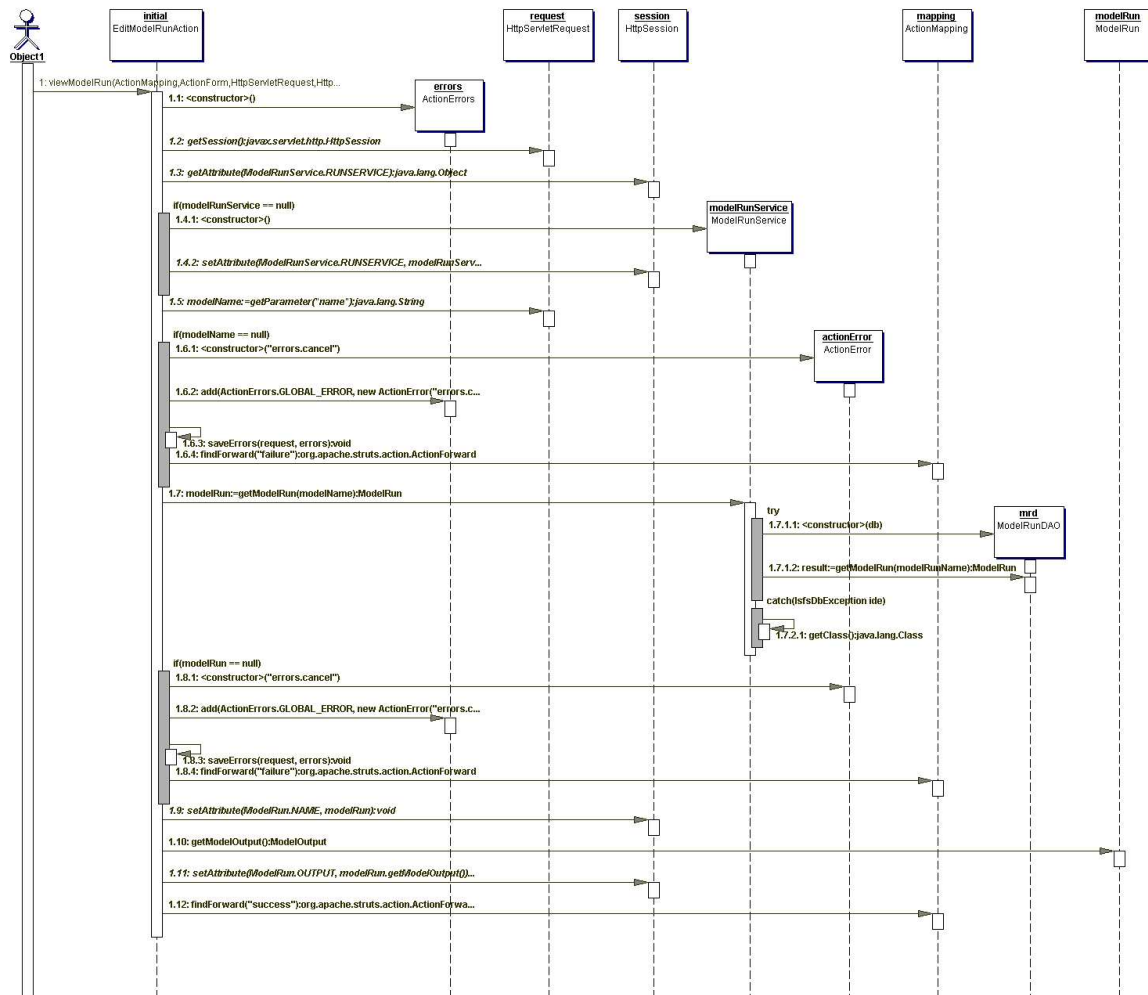 initial
EditModelRunAction
request
HttpServletRequest
session
HttpSession
mapping
ActionMapping
modelRun
ModelRun
Object1
1: viewModelRun(ActionMapping,ActionForm,HttpServletRequest,Http...
errors
ActionErrors
1.1: <constructor>()
1.2: getSession():javax.servlet.http.HttpSession
1.3: getAttribute(ModelRunService.RUNSERVICE):java.lang.Object
if(modelRunService == null)
modelRunService
ModelRunService
1.4.1: <constructor>()
1.4.2: setAttribute(ModelRunService.RUNSERVICE, modelRunServ...
1.5: modelName:=getParameter("name"):java.lang.String
if(modelName == null)
actionError
ActionError
1.6.1: <constructor>("errors.cancel")
1.6.2: add(ActionErrors.GLOBAL_ERROR, new ActionError("errors.c...
1.6.3: saveErrors(request, errors):void
1.6.4: findForward("failure"):org.apache.struts.action.ActionForward
1.7: modelRun:=getModelRun(modelName):ModelRun
try
mrd
ModelRunDAO
1.7.1.1: <constructor>(db)
1.7.1.2: result:=getModelRun(modelRunName):ModelRun
catch(IsfsDbException ide)
1.7.2.1: getClass():java.lang.Class
if(modelRun == null)
1.8.1: <constructor>("errors.cancel")
1.8.2: add(ActionErrors.GLOBAL_ERROR, new ActionError("errors.c...
1.8.3: saveErrors(request, errors):void
1.8.4: findForward("failure"):org.apache.struts.action.ActionForward
1.9: setAttribute(ModelRun.NAME, modelRun):void
1.10: getModelOutput():ModelOutput
1.11: setAttribute(ModelRun.OUTPUT, modelRun.getModelOutput())...
1.12: findForward("success"):org.apache.struts.action.ActionForwa...